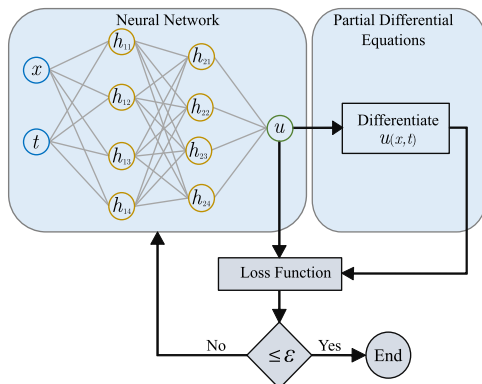 Neural Network
Partial Differential
Equations
x
t
h₁₁
h₁₂
h₁₃
h₁₄
h₂₁
h₂₂
h₂₃
h₂₄
u
Differentiate
u(x,t)
Loss Function
≤ ε
No
Yes
End